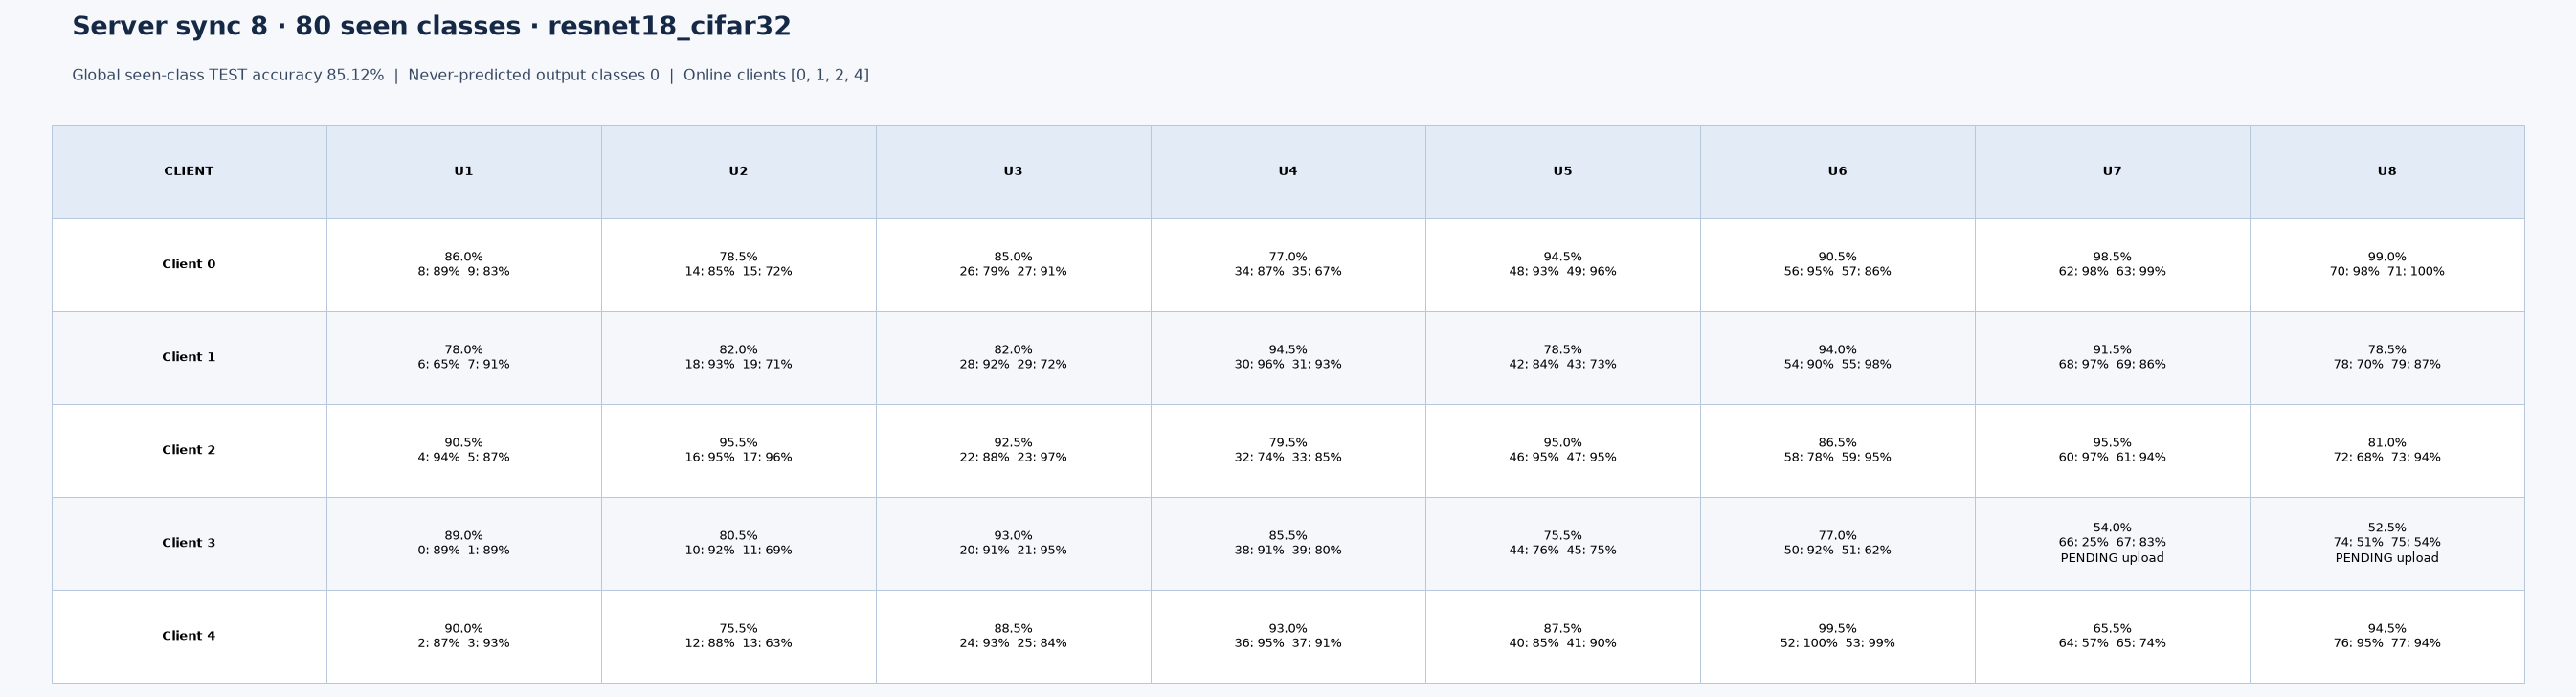 Server sync 8 · 80 seen classes · resnet18_cifar32
Global seen-class TEST accuracy 85.12% | Never-predicted output classes 0 | Online clients [0, 1, 2, 4]
CLIENT U1 U2 U3 U4 U5 U6 U7 U8
Client 0
86.0%
8: 89% 9: 83%
78.5%
14: 85% 15: 72%
85.0%
26: 79% 27: 91%
77.0%
34: 87% 35: 67%
94.5%
48: 93% 49: 96%
90.5%
56: 95% 57: 86%
98.5%
62: 98% 63: 99%
99.0%
70: 98% 71: 100%
Client 1
78.0%
6: 65% 7: 91%
82.0%
18: 93% 19: 71%
82.0%
28: 92% 29: 72%
94.5%
30: 96% 31: 93%
78.5%
42: 84% 43: 73%
94.0%
54: 90% 55: 98%
91.5%
68: 97% 69: 86%
78.5%
78: 70% 79: 87%
Client 2
90.5%
4: 94% 5: 87%
95.5%
16: 95% 17: 96%
92.5%
22: 88% 23: 97%
79.5%
32: 74% 33: 85%
95.0%
46: 95% 47: 95%
86.5%
58: 78% 59: 95%
95.5%
60: 97% 61: 94%
81.0%
72: 68% 73: 94%
Client 3
89.0%
0: 89% 1: 89%
80.5%
10: 92% 11: 69%
93.0%
20: 91% 21: 95%
85.5%
38: 91% 39: 80%
75.5%
44: 76% 45: 75%
77.0%
50: 92% 51: 62%
54.0%
66: 25% 67: 83%
PENDING upload
52.5%
74: 51% 75: 54%
PENDING upload
Client 4
90.0%
2: 87% 3: 93%
75.5%
12: 88% 13: 63%
88.5%
24: 93% 25: 84%
93.0%
36: 95% 37: 91%
87.5%
40: 85% 41: 90%
99.5%
52: 100% 53: 99%
65.5%
64: 57% 65: 74%
94.5%
76: 95% 77: 94%